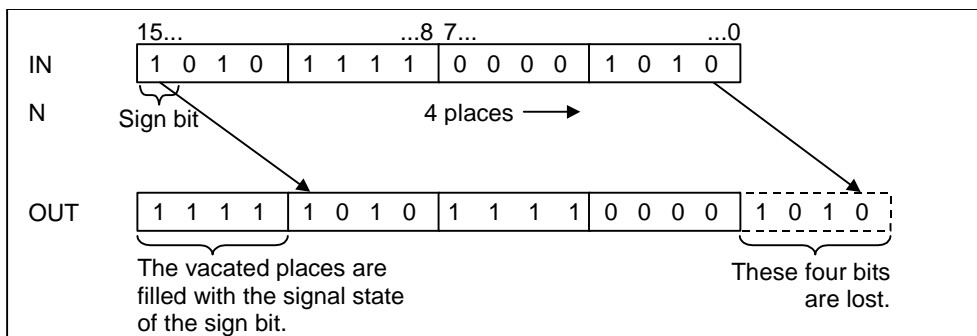 15... ...8 7... ...0
IN 1 0 1 0 1 1 1 1 0 0 0 0 1 0 1 0
N Sign bit 4 places
OUT 1 1 1 1 1 0 1 0 1 1 1 1 0 0 0 0 1 0 1 0
The vacated places are These four bits
filled with the signal state are lost.
of the sign bit.